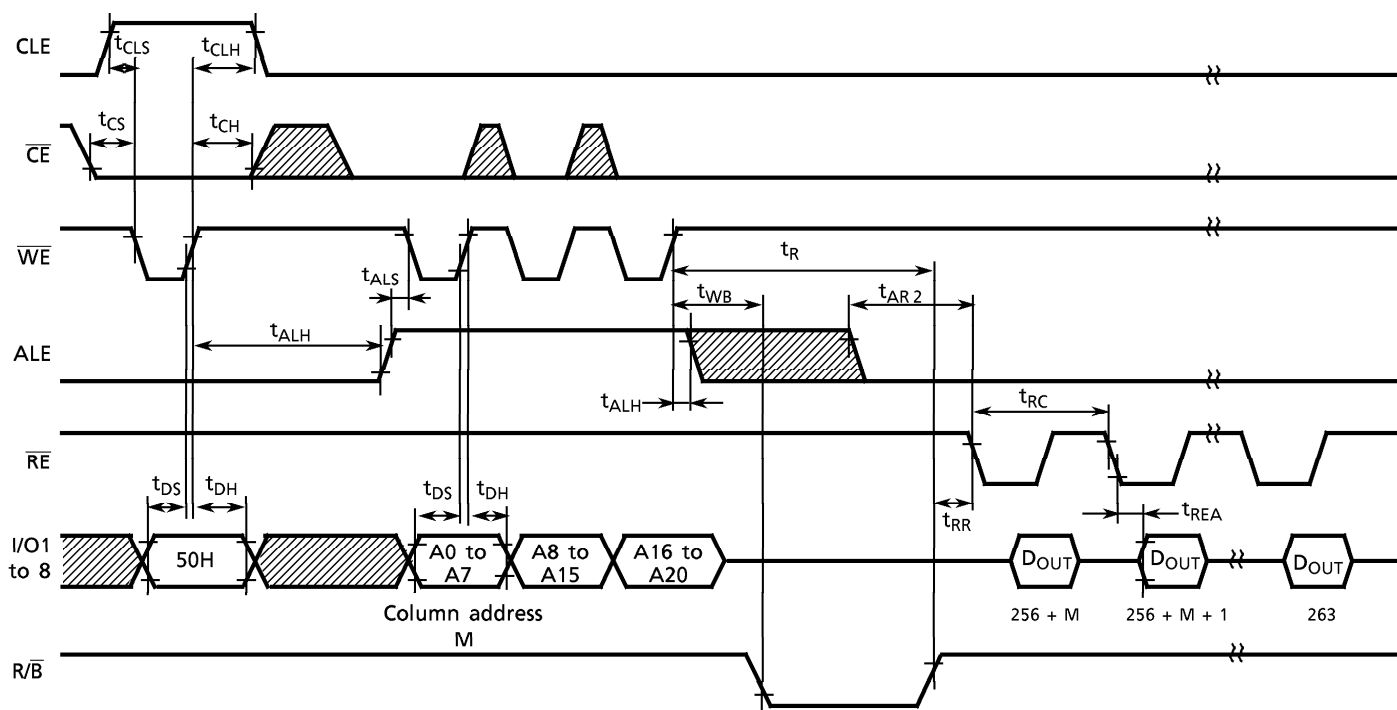 CLE
tCLS
tCLH
CE
tCS
tCH
WE
tALS
tR
tWB
tAR 2
ALE
tALH
tALH
tRC
RE
tDS
tDH
tDS
tDH
tRR
tREA
I/O1
to 8
50H
A0 to
A7
A8 to
A15
A16 to
A20
DOUT
DOUT
DOUT
Column address
M
256 + M
256 + M + 1
263
R/B